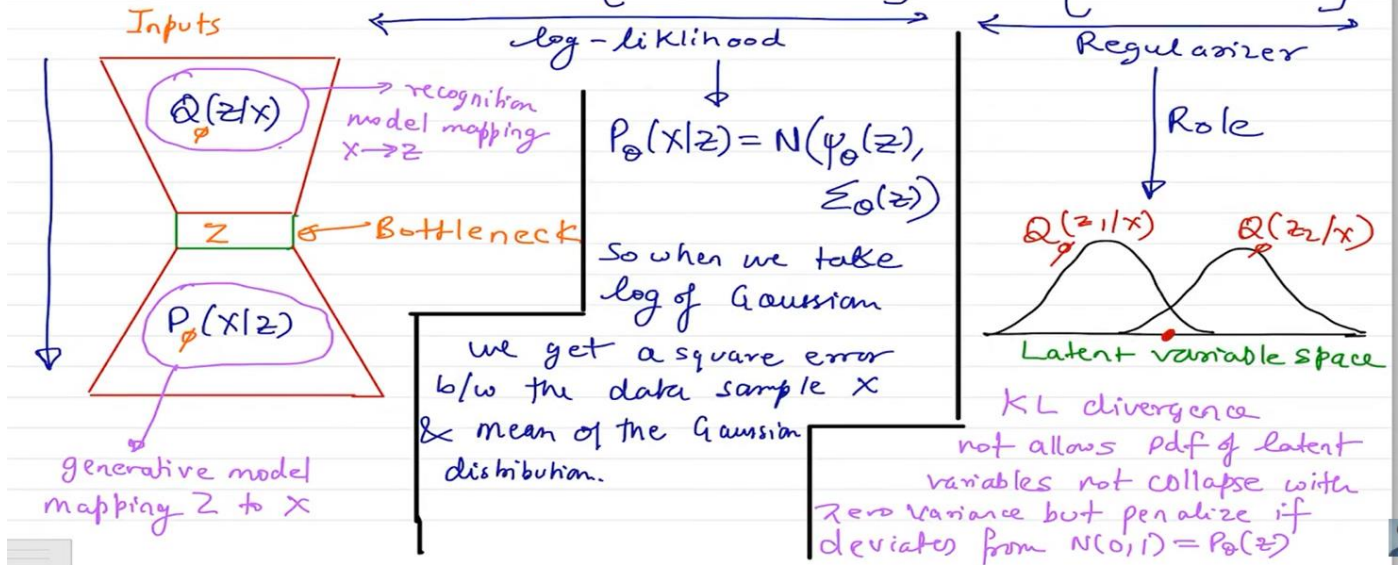 Inputs
Qφ(z/x)
recognition
model mapping
x→z
z
Bottleneck
Pφ(x|z)
generative model
mapping Z to X
log-liklihood
Pθ(x|z) = N(ψθ(z),
Σθ(z))
So when we take
log of Gaussian
we get a square error
b/w the data sample x
& mean of the Gaussian
distribution.
Regularizer
Role
Qφ(z1/x) Qφ(z2/x)
Latent variable space
KL divergence
not allows pdf of latent
variables not collapse with
zero variance but penalize if
deviates from N(0,1) = Pθ(z)